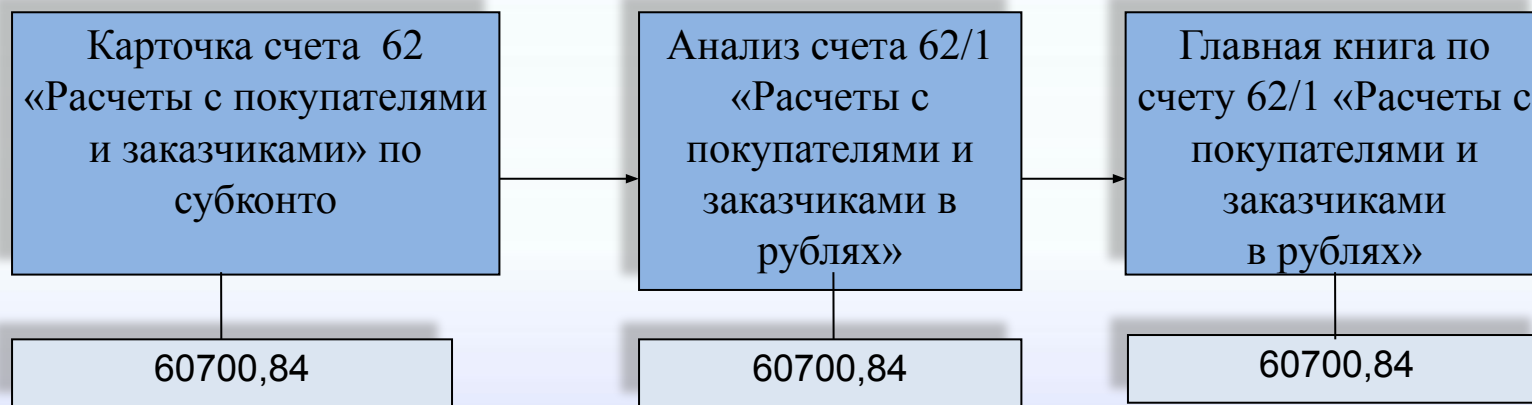 Карточка счета 62
«Расчеты с покупателями
и заказчиками» по
субконто
Анализ счета 62/1
«Расчеты с
покупателями и
заказчиками в
рублях»
Главная книга по
счету 62/1 «Расчеты с
покупателями и
заказчиками
в рублях»
60700,84
60700,84
60700,84